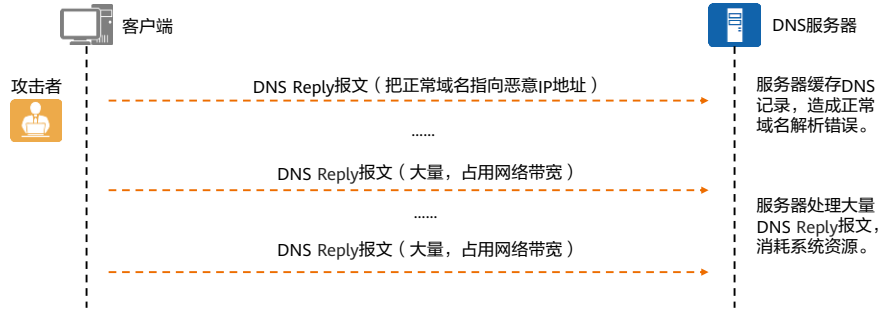 客户端
DNS服务器
攻击者
DNS Reply报文（把正常域名指向恶意IP地址）
服务器缓存DNS
记录，造成正常
域名解析错误。
......
DNS Reply报文（大量，占用网络带宽）
......
服务器处理大量
DNS Reply报文，
消耗系统资源。
DNS Reply报文（大量，占用网络带宽）